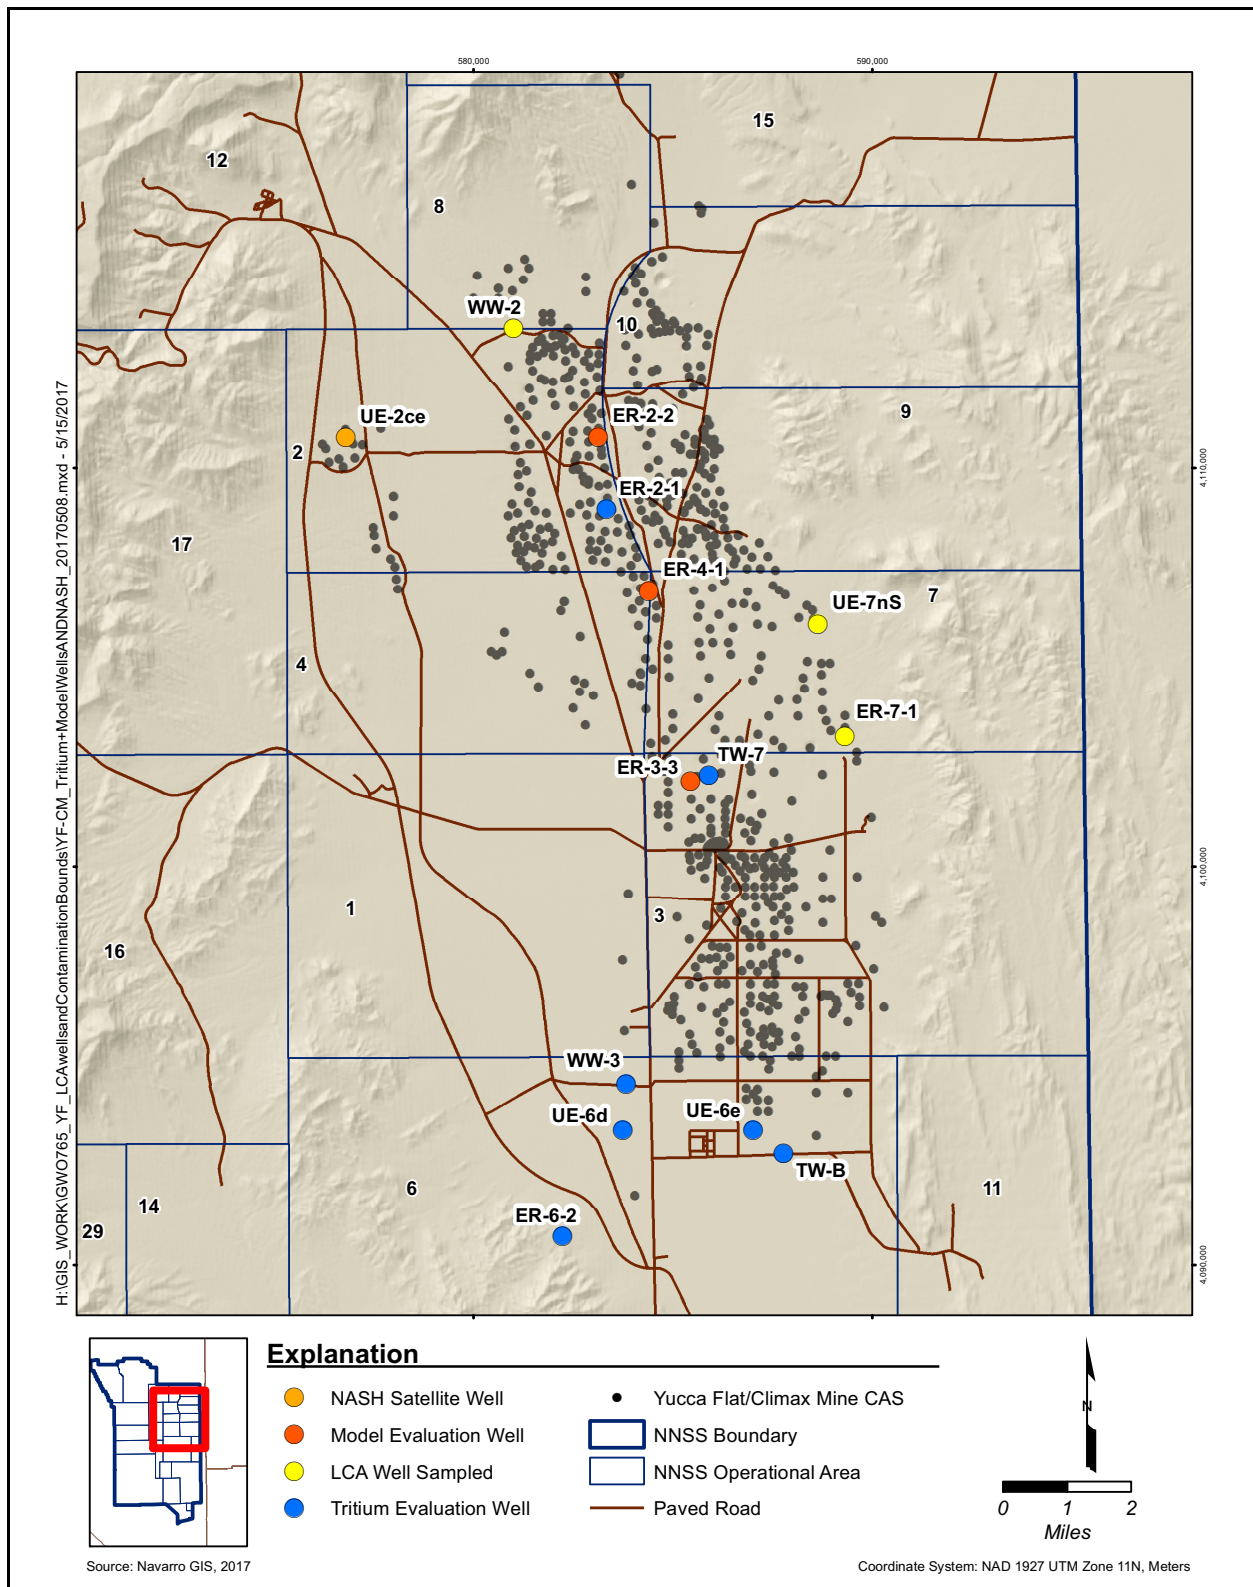 580,000
590,000
15
12
8
WW-2
10
UE-2ce
ER-2-2
9
2
4,110,000
ER-2-1
17
ER-4-1
UE-7nS
7
4
ER-7-1
TW-7
ER-3-3
4,100,000
1
3
16
WW-3
UE-6d
UE-6e
TW-B
6
11
14
ER-6-2
29
4,090,000
H:\GIS_WORK\GWO765_YF_LCAwellsandContaminationBounds\YF-CM_Tritium+ModelWellsANDNASH_20170508.mxd - 5/15/2017
Explanation
NASH Satellite Well
Model Evaluation Well
LCA Well Sampled
Tritium Evaluation Well
Yucca Flat/Climax Mine CAS
NNSS Boundary
NNSS Operational Area
Paved Road
N
0 1 2
Miles
Source: Navarro GIS, 2017
Coordinate System: NAD 1927 UTM Zone 11N, Meters